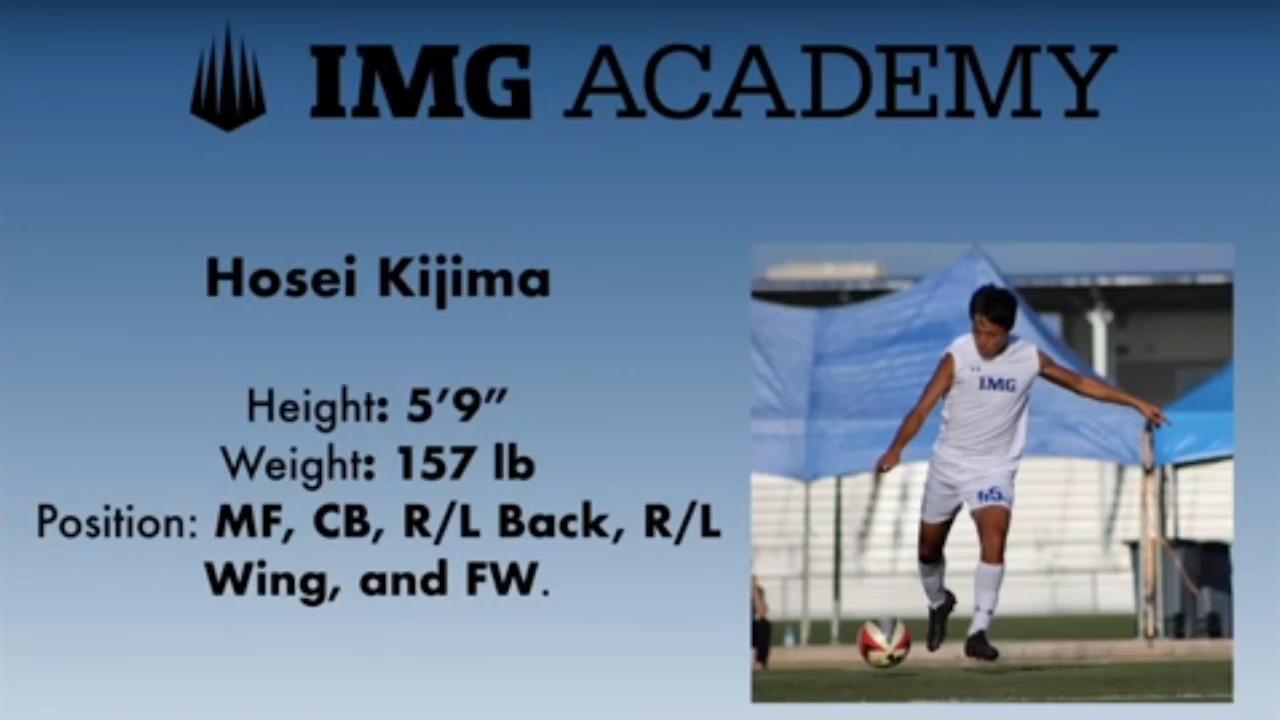 IMG ACADEMY
Hosei Kijima
Height: 5’9”
Weight: 157 lb
Position: MF, CB, R/L Back, R/L
Wing, and FW.
IMG